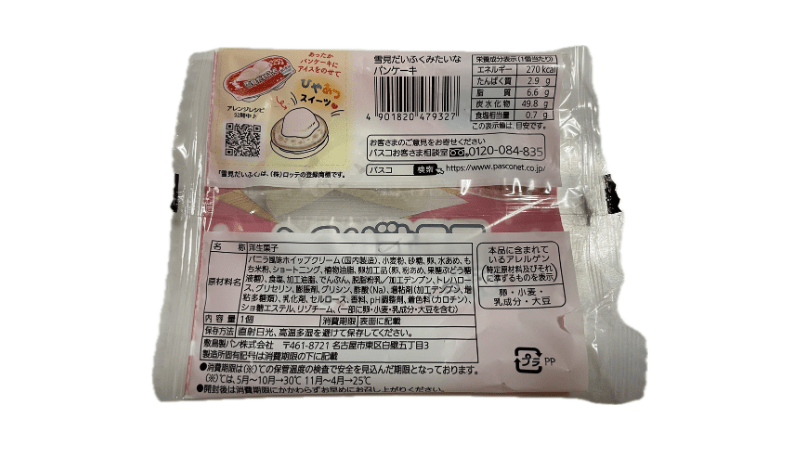 あったか
パンケーキに
アイスをのせて
ひやあつ
スイーツ
アレンジレシピ
公開中♪
「雪見だいふく」は、(株)ロッテの登録商標です。
雪見だいふくみたいな
パンケーキ
4 901820 479327
お客さまのご意見をお寄せください
パスコお客さま相談室 0120-084-835
パスコ 検索 https://www.pasconet.co.jp/
栄養成分表示(1個当たり)
エネルギー 270kcal
たんぱく質 2.9 g
脂質 6.6 g
炭水化物 49.8 g
食塩相当量 0.7 g
この表示値は、目安です。
名称 洋生菓子
原材料名 バニラ風味ホイップクリーム(国内製造)、小麦粉、砂糖、卵、水あめ、も
ち米粉、ショートニング、植物油脂、卵加工品(卵、粉あめ、果糖ぶどう糖
液糖)、食塩、加工油脂、でんぷん、脱脂粉乳/加工デンプン、トレハロー
ス、グリセリン、膨脹剤、グリシン、酢酸(Na)、増粘剤(加工デンプン、増
粘多糖類)、乳化剤、セルロース、香料、pH調整剤、着色料(カロチン)、
ショ糖エステル、リゾチーム、(一部に卵・小麦・乳成分・大豆を含む)
内容量 1個 消費期限 表面に記載
保存方法 直射日光、高温多湿を避けて保存してください。
敷島製パン株式会社 〒461-8721 名古屋市東区白壁五丁目3
製造所固有記号は消費期限の下に記載
●消費期限は(※)での保管温度の検査で安全を見込んだ期限となっております。
(※)では、5月～10月→30℃ 11月～4月→25℃
●開封後は消費期限にかかわらずお早めにお召し上がりください。
本品に含まれて
いるアレルゲン
(特定原材料及びそれ
に準ずるものを表示)
卵・小麦・
乳成分・大豆
プラ PP